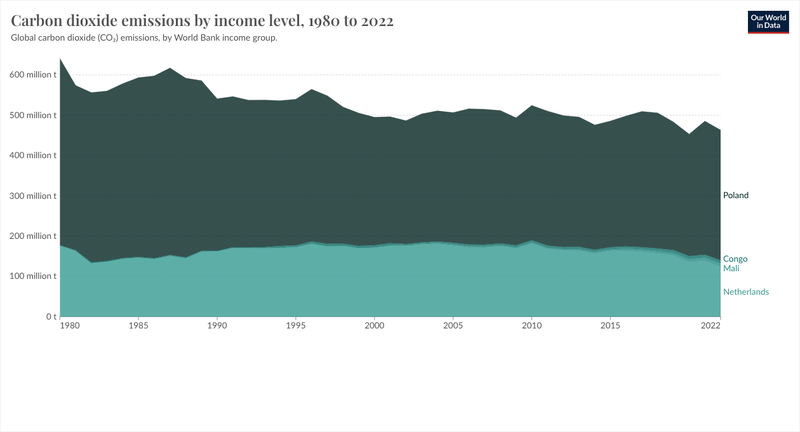 Carbon dioxide emissions by income level, 1980 to 2022
Our World
in Data
Global carbon dioxide (CO₂) emissions, by World Bank income group.
600 million t
500 million t
400 million t
300 million t
200 million t
100 million t
0 t
Poland
Congo
Mali
Netherlands
1980
1985
1990
1995
2000
2005
2010
2015
2022